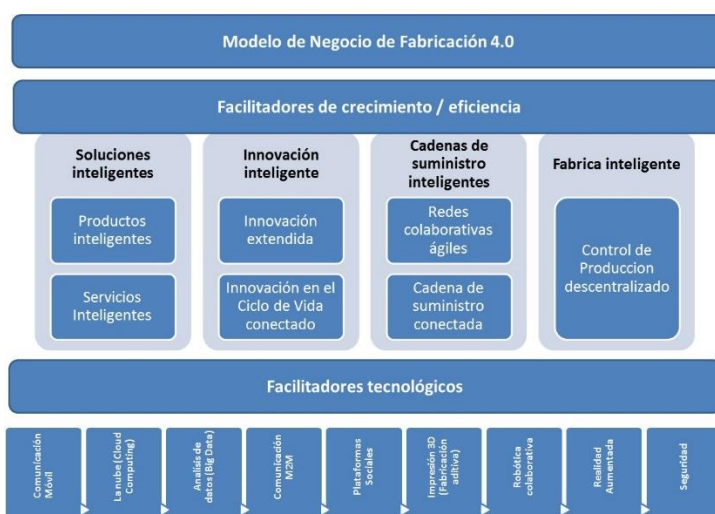 Modelo de Negocio de Fabricación 4.0
Facilitadores de crecimiento / eficiencia
Soluciones
inteligentes
Productos
inteligentes
Servicios
Inteligentes
Innovación
inteligente
Innovación
extendida
Innovación en el
Ciclo de Vida
conectado
Cadenas de
suministro
inteligentes
Redes
colaborativas
ágiles
Cadena de
suministro
conectada
Fabrica inteligente
Control de
Produccion
descentralizado
Facilitadores tecnológicos
Comunicación
Móvil
La nube (Cloud
Computing)
Analisis de
datos (Big Data)
Comunicación
M2M
Plataformas
Sociales
Impresión 3D
(Fabricación
aditiva)
Robótica
colaborativa
Realidad
Aumentada
Seguridad